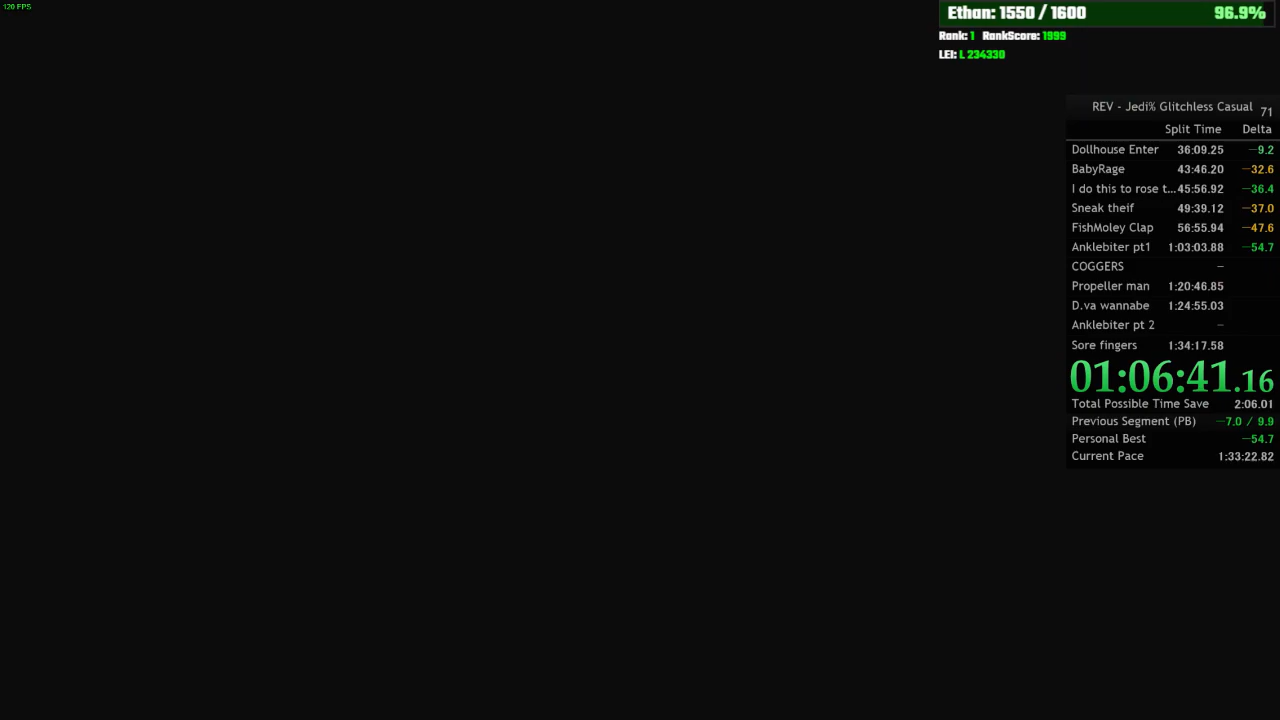 120 FPS
Ethan: 1550 / 1600 96.9%
Rank: 1 RankScore: 1999
LEI: L 234330
REV - Jedi% Glitchless Casual 71
Split Time Delta
Dollhouse Enter 36:09.25 −9.2
BabyRage 43:46.20 −32.6
I do this to rose t... 45:56.92 −36.4
Sneak theif 49:39.12 −37.0
FishMoley Clap 56:55.94 −47.6
Anklebiter pt1 1:03:03.88 −54.7
COGGERS –
Propeller man 1:20:46.85
D.va wannabe 1:24:55.03
Anklebiter pt 2 –
Sore fingers 1:34:17.58
01:06:41.16
Total Possible Time Save 2:06.01
Previous Segment (PB) −7.0 / 9.9
Personal Best −54.7
Current Pace 1:33:22.82